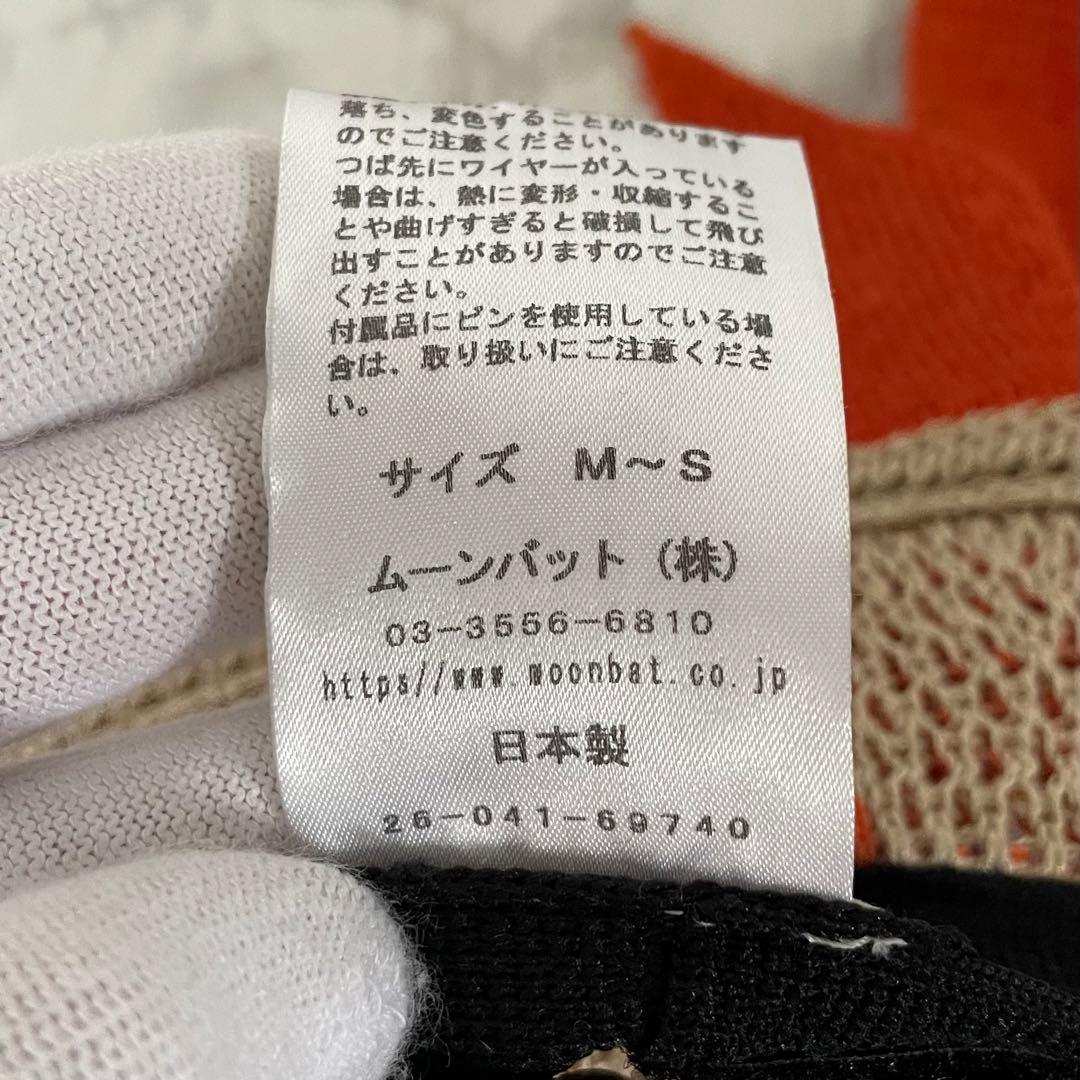 落ち、変色することがあります
のでご注意ください。
つば先にワイヤーが入っている
場合は、熱に変形・収縮するこ
とや曲げすぎると破損して飛び
出すことがありますのでご注意
ください。
付属品にピンを使用している場
合は、取り扱いにご注意くださ
い。
サイズ M～S
ムーンバット（株）
03-3556-6810
https//www.moonbat.co.jp
日本製
26-041-69740